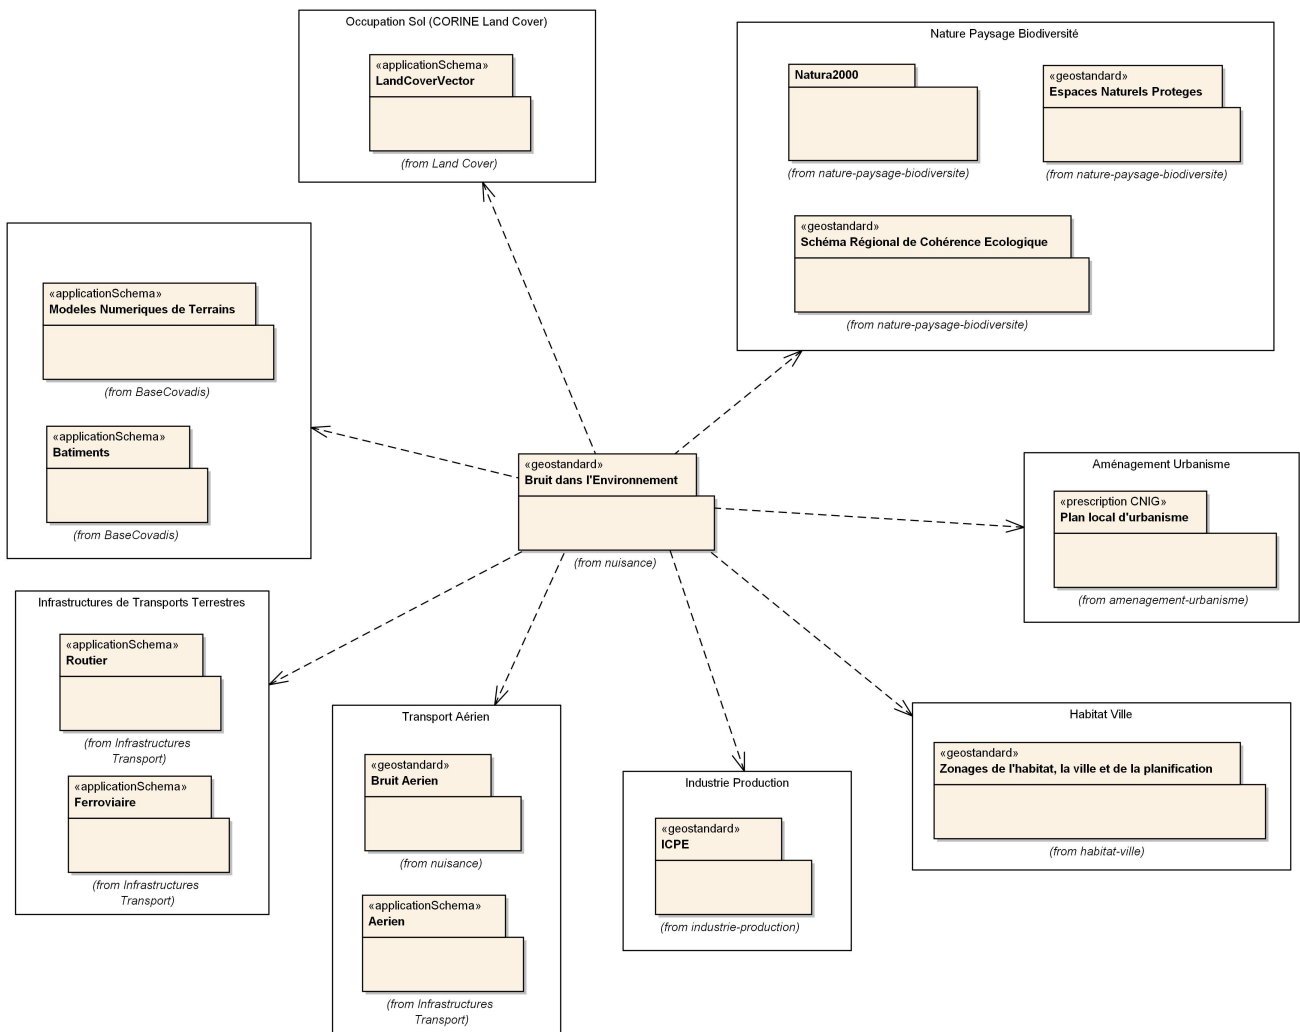 Occupation Sol (CORINE Land Cover)
«applicationSchema»
LandCoverVector
(from Land Cover)
Nature Paysage Biodiversité
Natura2000
(from nature-paysage-biodiversite)
«geostandard»
Espaces Naturels Proteges
(from nature-paysage-biodiversite)
«geostandard»
Schéma Régional de Cohérence Ecologique
(from nature-paysage-biodiversite)
«applicationSchema»
Modeles Numeriques de Terrains
(from BaseCovadis)
«applicationSchema»
Batiments
(from BaseCovadis)
«geostandard»
Bruit dans l'Environnement
(from nuisance)
Aménagement Urbanisme
«prescription CNIG»
Plan local d'urbanisme
(from amenagement-urbanisme)
Infrastructures de Transports Terrestres
«applicationSchema»
Routier
(from Infrastructures
Transport)
«applicationSchema»
Ferroviaire
(from Infrastructures
Transport)
Transport Aérien
«geostandard»
Bruit Aerien
(from nuisance)
«applicationSchema»
Aerien
(from Infrastructures
Transport)
Industrie Production
«geostandard»
ICPE
(from industrie-production)
Habitat Ville
«geostandard»
Zonages de l'habitat, la ville et de la planification
(from habitat-ville)